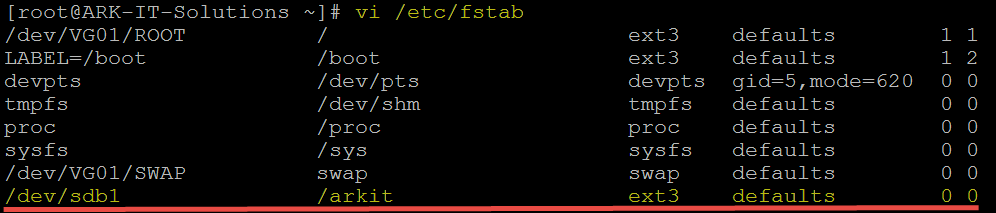 [root@ARK-IT-Solutions ~]# vi /etc/fstab
/dev/VG01/ROOT / ext3 defaults 1 1
LABEL=/boot /boot ext3 defaults 1 2
devpts /dev/pts devpts gid=5,mode=620 0 0
tmpfs /dev/shm tmpfs defaults 0 0
proc /proc proc defaults 0 0
sysfs /sys sysfs defaults 0 0
/dev/VG01/SWAP swap swap defaults 0 0
/dev/sdb1 /arkit ext3 defaults 0 0